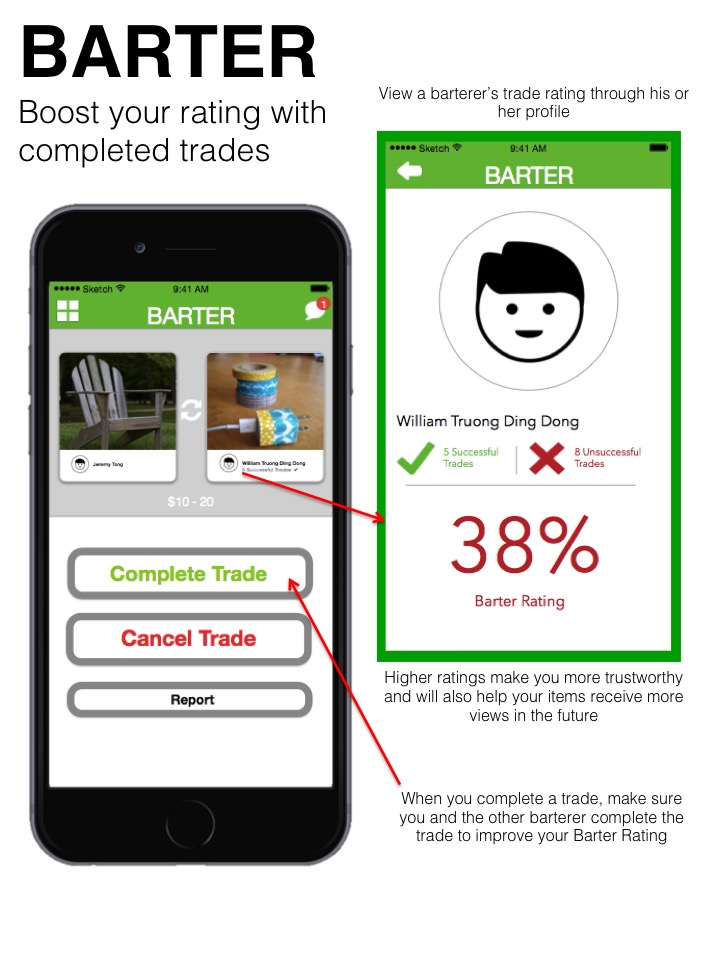 BARTER
Boost your rating with
completed trades
View a barterer's trade rating through his or
her profile
Sketch 9:41 AM
BARTER
William Truong Ding Dong
5 Successful
Trades
8 Unsuccessful
Trades
38%
Barter Rating
Higher ratings make you more trustworthy
and will also help your items receive more
views in the future
Sketch 9:41 AM
1
BARTER
Jeremy Tong
William Truong Ding Dong
5 Successful Trades
$10 - 20
Complete Trade
Cancel Trade
Report
When you complete a trade, make sure
you and the other barterer complete the
trade to improve your Barter Rating